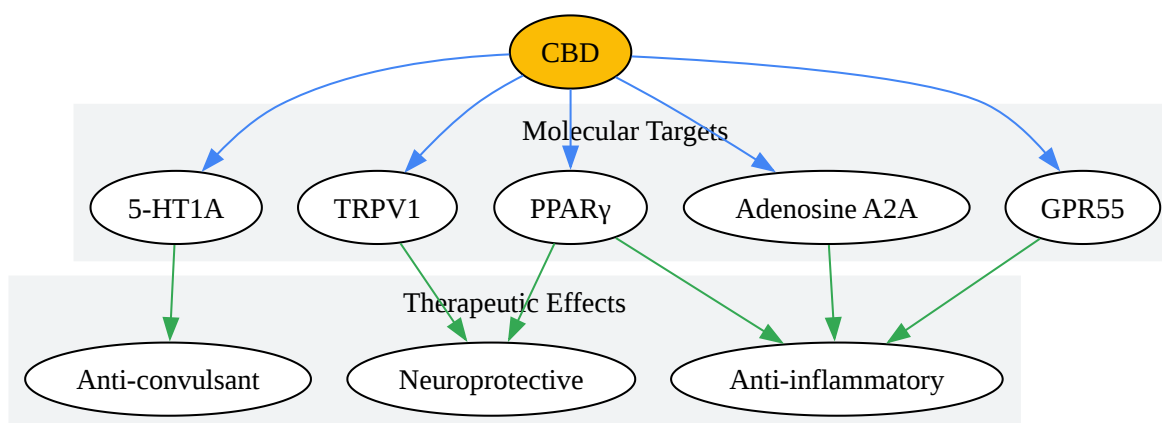 CBD
Molecular Targets
5-HT1A
TRPV1
PPARγ
Adenosine A2A
GPR55
Therapeutic Effects
Anti-convulsant
Neuroprotective
Anti-inflammatory